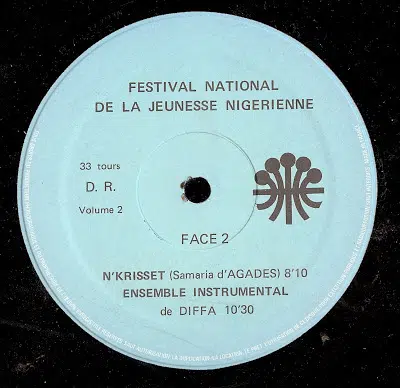 FESTIVAL NATIONAL
DE LA JEUNESSE NIGERIENNE
33 tours
D. R.
Volume 2
FACE 2
N'KRISSET (Samaria d'AGADES) 8'10
ENSEMBLE INSTRUMENTAL
de DIFFA 10'30